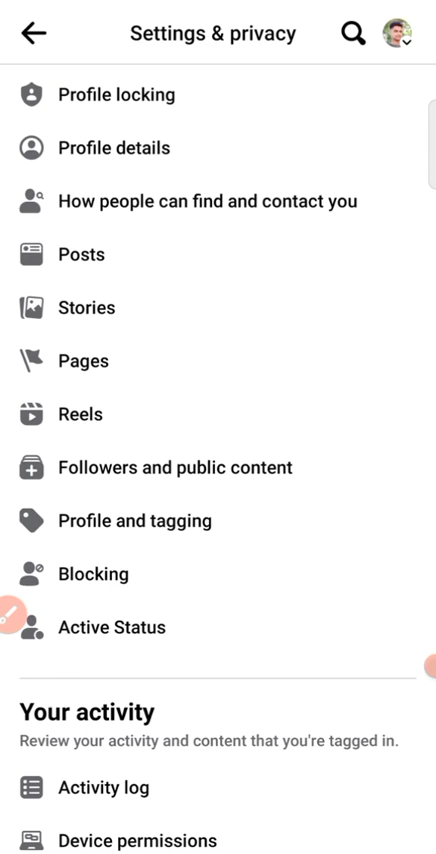 Settings & privacy
Profile locking
Profile details
How people can find and contact you
Posts
Stories
Pages
Reels
Followers and public content
Profile and tagging
Blocking
Active Status
Your activity
Review your activity and content that you're tagged in.
Activity log
Device permissions